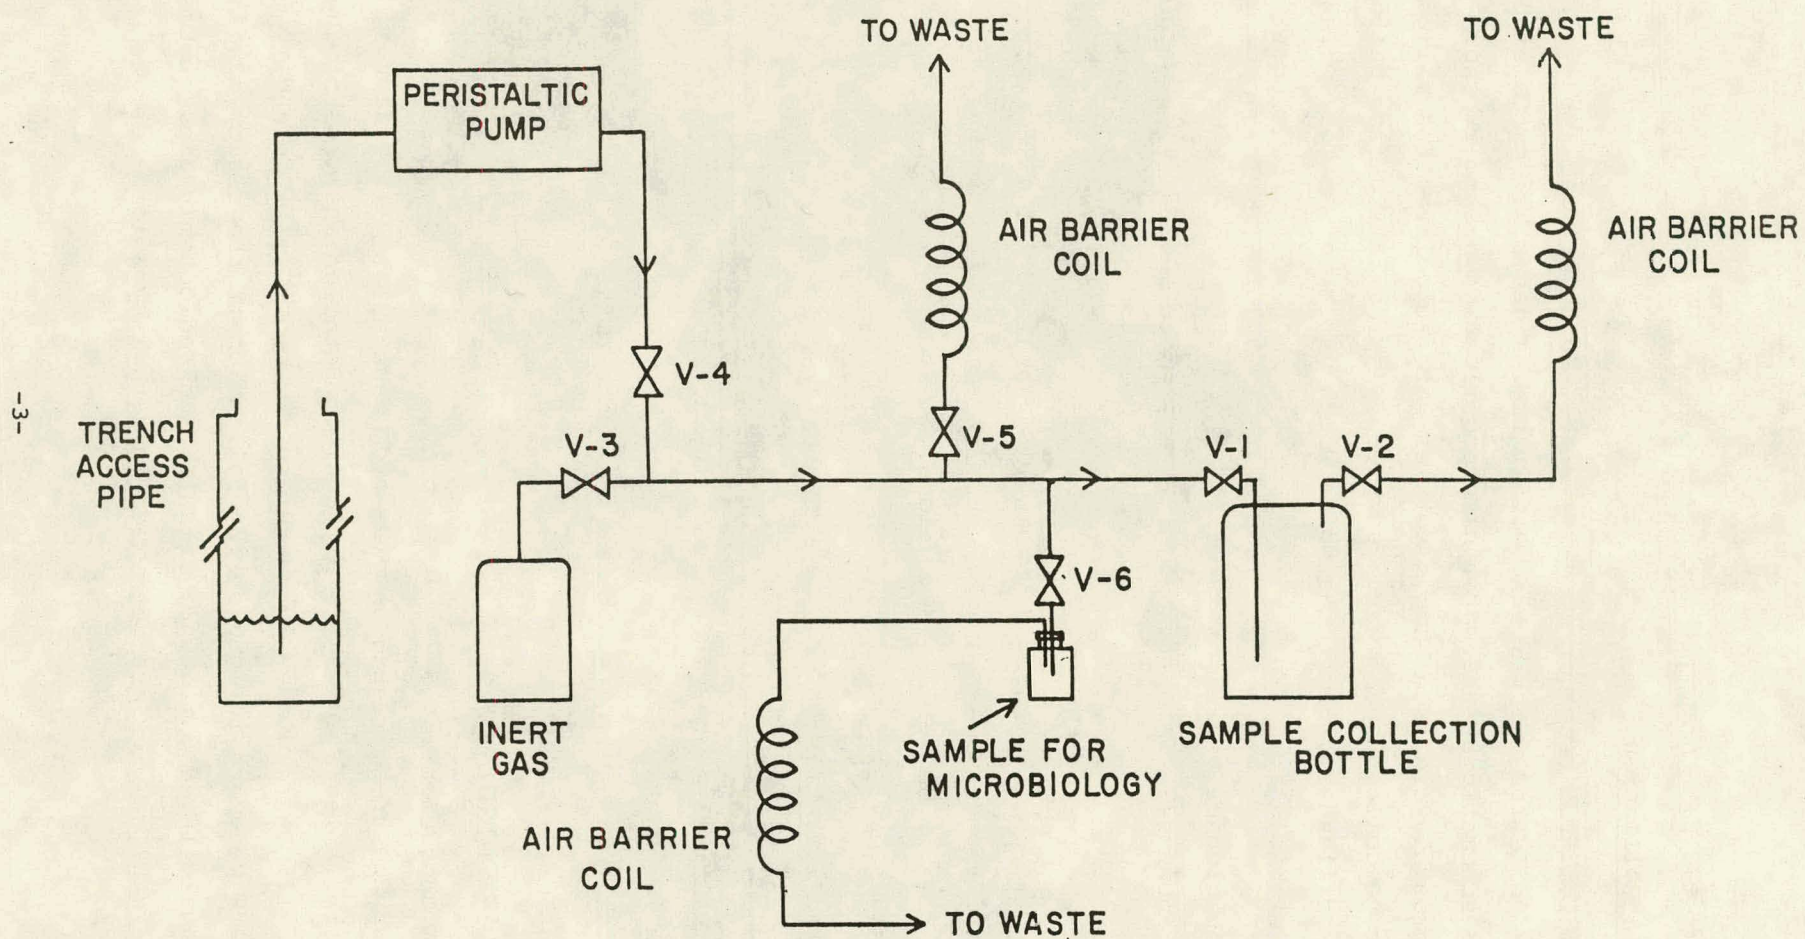 TO WASTE
TO WASTE
PERISTALTIC
PUMP
AIR BARRIER
COIL
AIR BARRIER
COIL
V-4
-3-
TRENCH
ACCESS
PIPE
V-3
V-5
V-1
V-2
V-6
INERT
GAS
SAMPLE FOR
MICROBIOLOGY
SAMPLE COLLECTION
BOTTLE
AIR BARRIER
COIL
TO WASTE